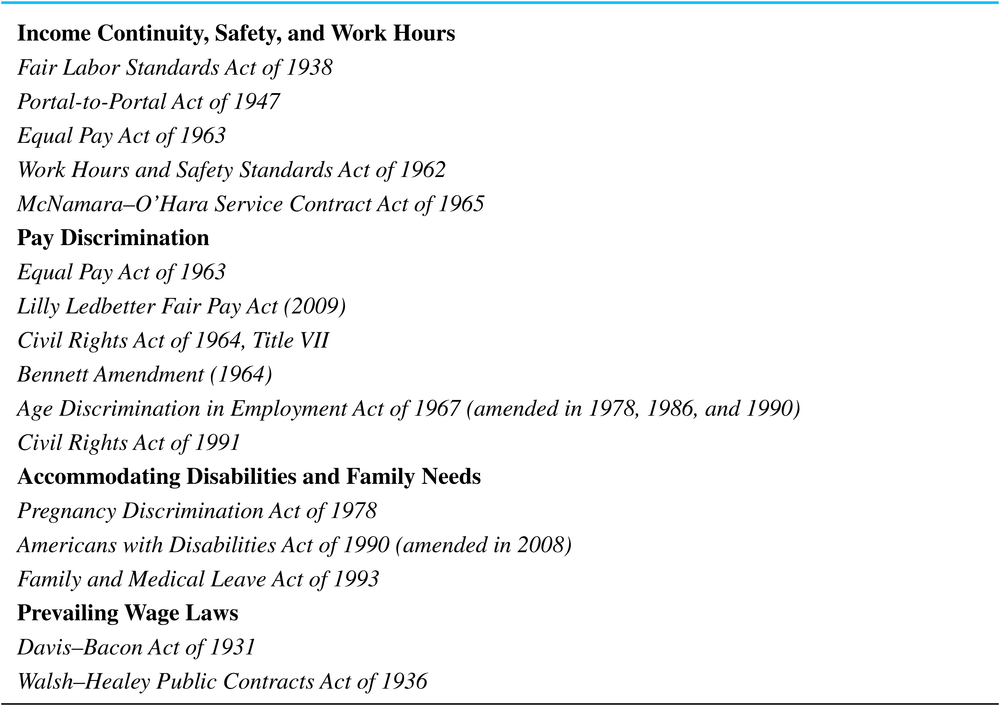 Income Continuity, Safety, and Work Hours
Fair Labor Standards Act of 1938
Portal-to-Portal Act of 1947
Equal Pay Act of 1963
Work Hours and Safety Standards Act of 1962
McNamara–O’Hara Service Contract Act of 1965
Pay Discrimination
Equal Pay Act of 1963
Lilly Ledbetter Fair Pay Act (2009)
Civil Rights Act of 1964, Title VII
Bennett Amendment (1964)
Age Discrimination in Employment Act of 1967 (amended in 1978, 1986, and 1990)
Civil Rights Act of 1991
Accommodating Disabilities and Family Needs
Pregnancy Discrimination Act of 1978
Americans with Disabilities Act of 1990 (amended in 2008)
Family and Medical Leave Act of 1993
Prevailing Wage Laws
Davis–Bacon Act of 1931
Walsh–Healey Public Contracts Act of 1936